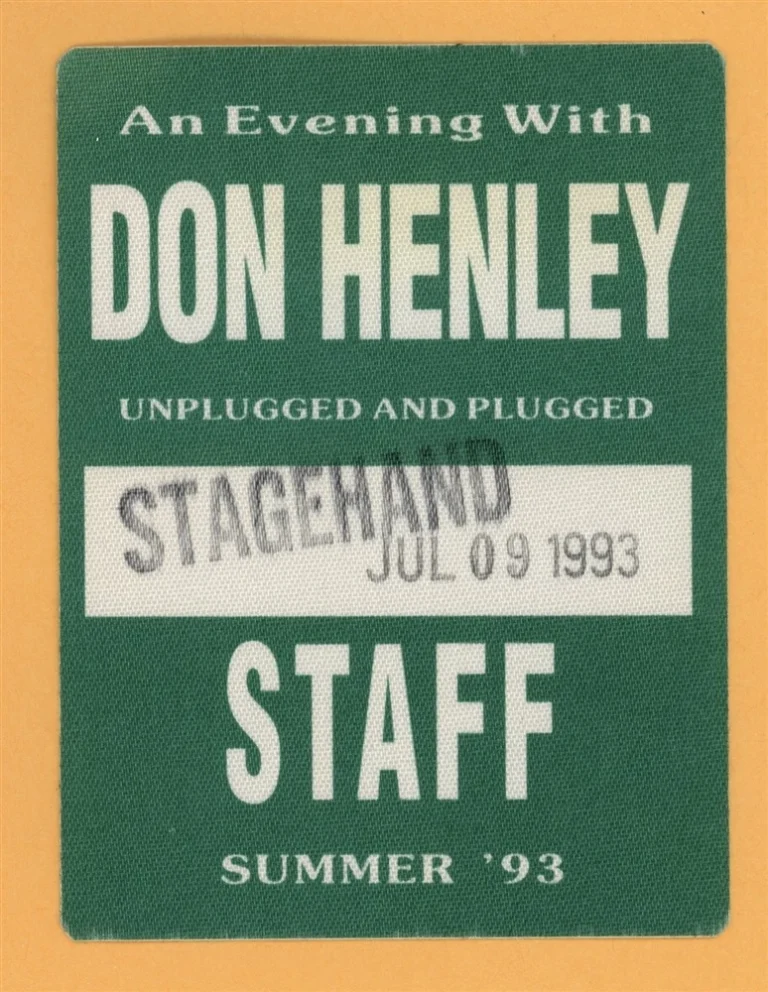 An Evening With
DON HENLEY
UNPLUGGED AND PLUGGED
STAGEHAND
JUL 09 1993
STAFF
SUMMER '93